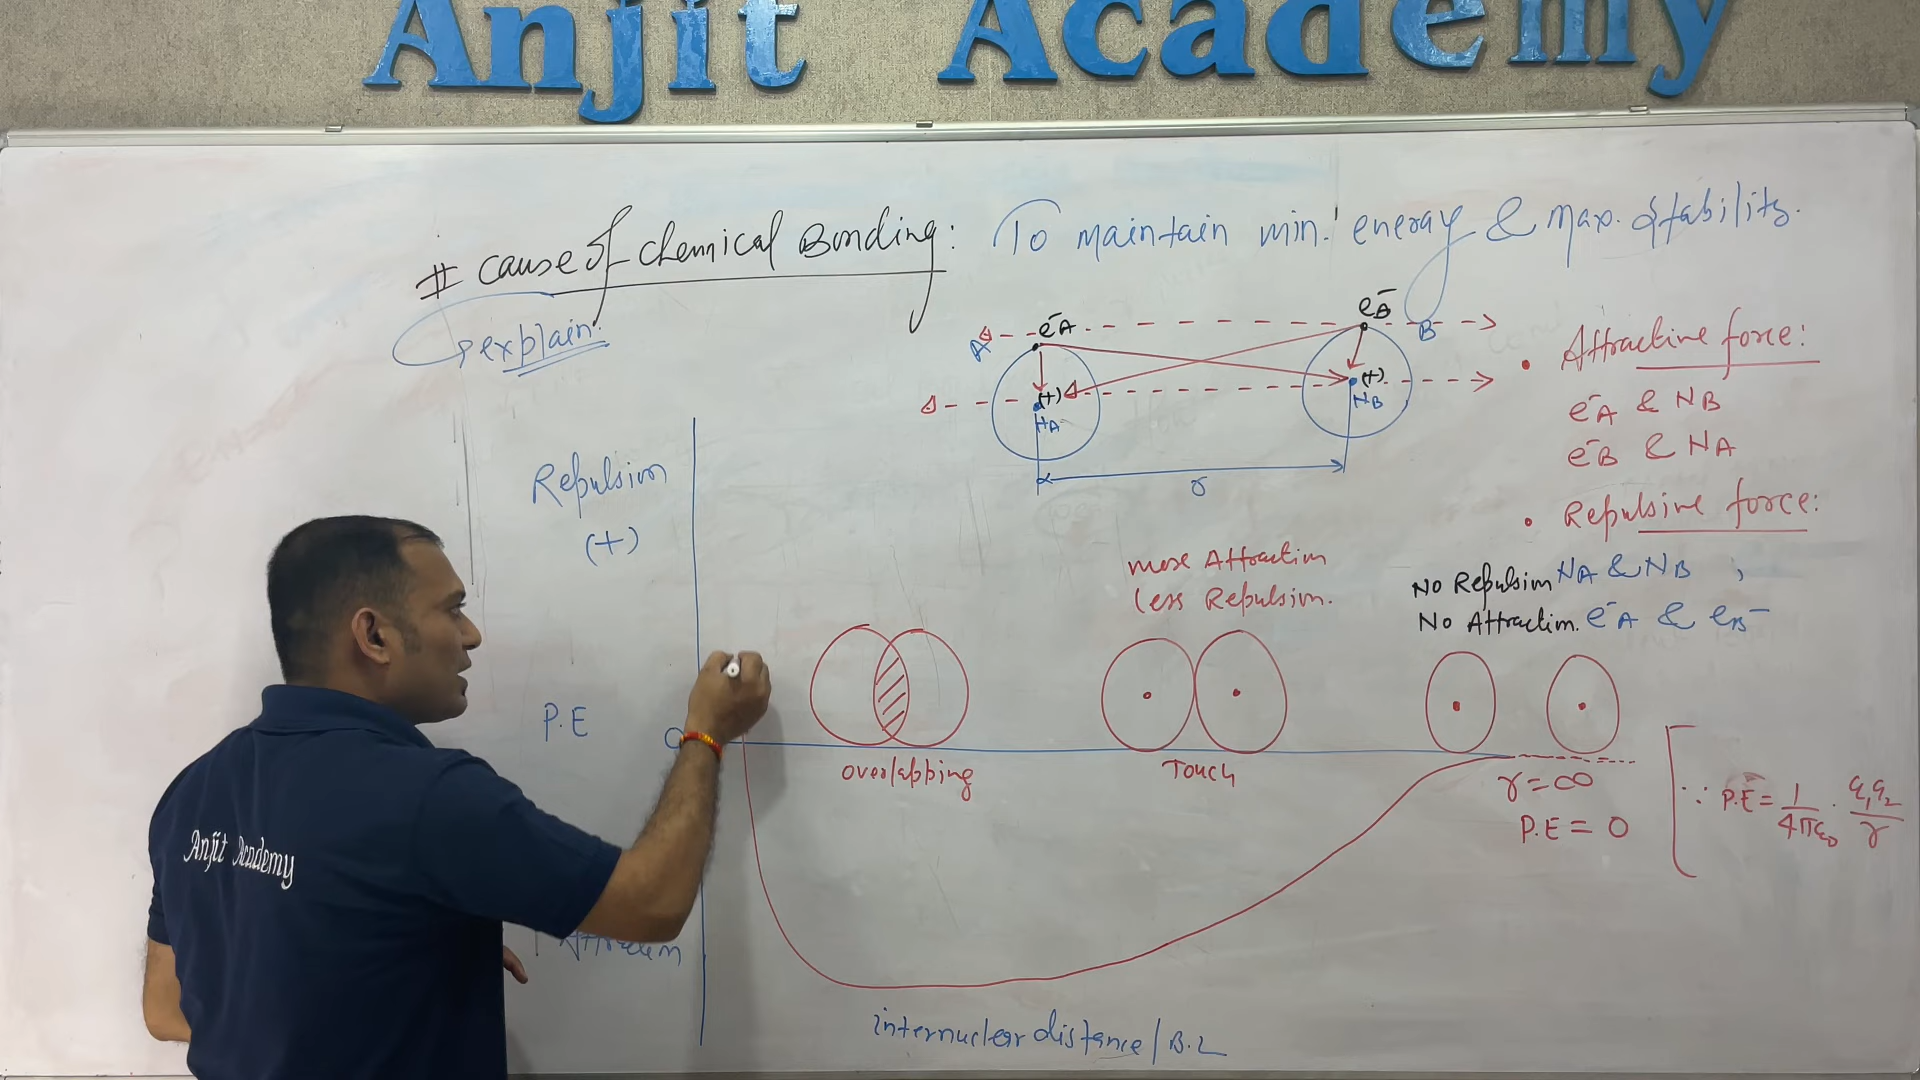 Anjit Academy
# Cause of chemical Bonding: To maintain min. energy & max. stability.
explain:
A
e⁻A
e⁻B
B
(+)
NA
(+)
NB
r
• Attractive force:
e⁻A & NB
e⁻B & NA
• Repulsive force:
NA & NB ,
e⁻A & eB⁻
Repulsion
(+)
more Attraction
less Repulsion.
No Repulsion
No Attraction.
P.E
O
overlapping
Touch
r=∞
P.E = 0
∵ P.E = 1/4πε₀ . q₁q₂/r
Attraction
internuclear distance / B.L
Anjit Academy